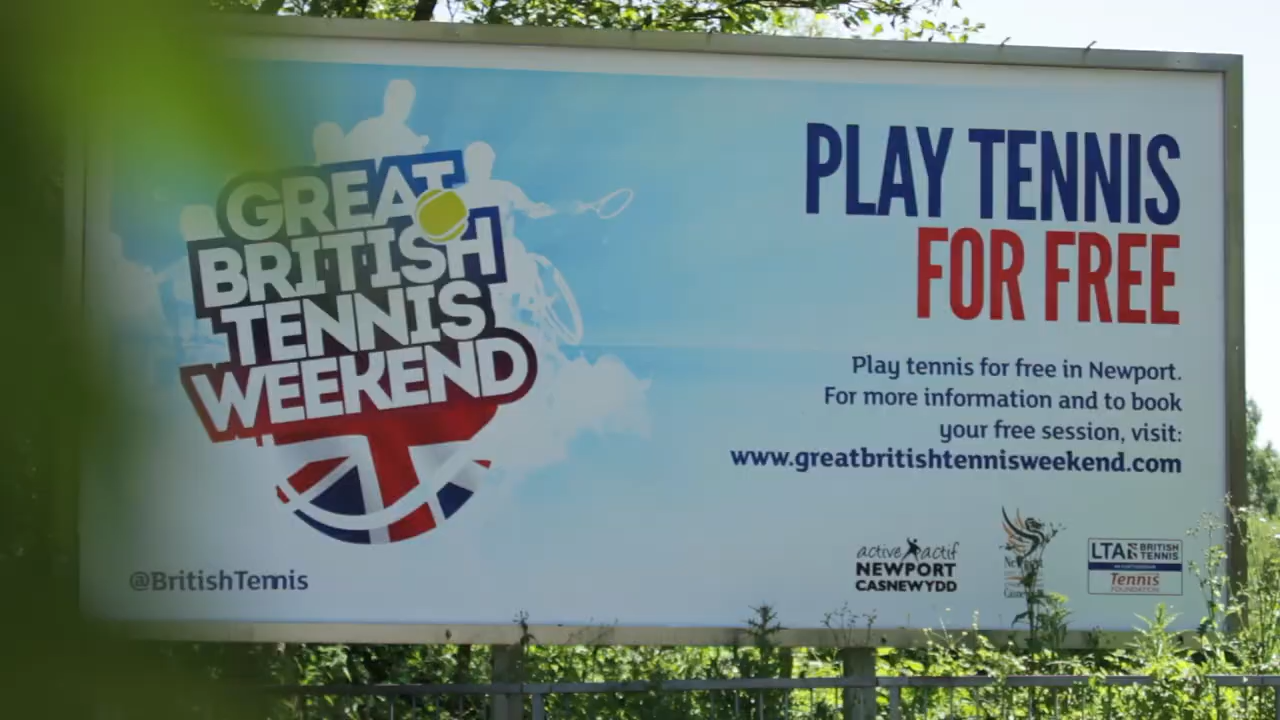 GREAT
BRITISH
TENNIS
WEEKEND
@BritishTennis
PLAY TENNIS
FOR FREE
Play tennis for free in Newport.
For more information and to book
your free session, visit:
www.greatbritishtennisweekend.com
active actif
NEWPORT
CASNEWYDD
LTA BRITISH
TENNIS
Tennis
FOUNDATION